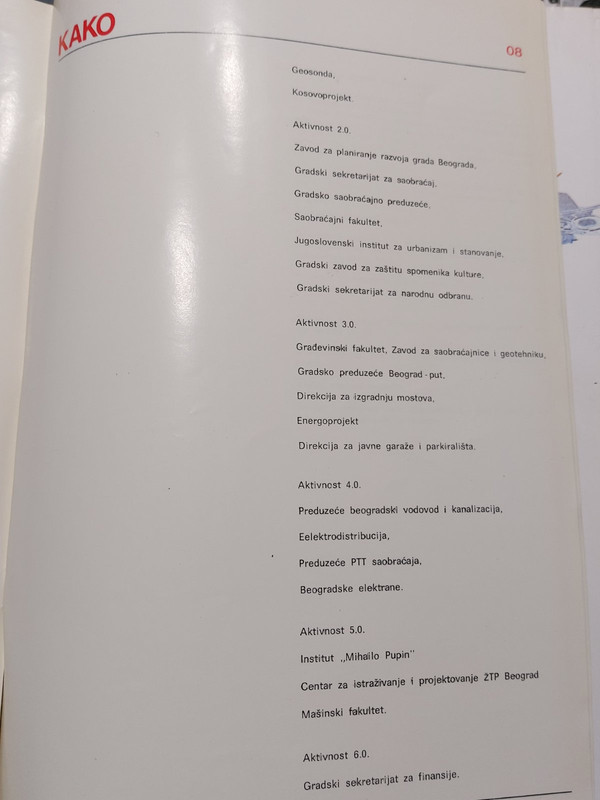 KAKO
08
Geosonda,
Kosovoprojekt.
Aktivnost 2.0.
Zavod za planiranje razvoja grada Beograda,
Gradski sekretarijat za saobraćaj,
Gradsko saobraćajno preduzeće,
Saobraćajni fakultet,
Jugoslovenski institut za urbanizam i stanovanje,
Gradski zavod za zaštitu spomenika kulture,
Gradski sekretarijat za narodnu odbranu.
Aktivnost 3.0.
Građevinski fakultet, Zavod za saobraćajnice i geotehniku,
Gradsko preduzeće Beograd-put,
Direkcija za izgradnju mostova,
Energoprojekt
Direkcija za javne garaže i parkirališta.
Aktivnost 4.0.
Preduzeće beogradski vodovod i kanalizacija,
Eelektrodistribucija,
Preduzeće PTT saobraćaja,
Beogradske elektrane.
Aktivnost 5.0.
Institut ,,Mihailo Pupin"
Centar za istraživanje i projektovanje ŽTP Beograd
Mašinski fakultet.
Aktivnost 6.0.
Gradski sekretarijat za finansije.